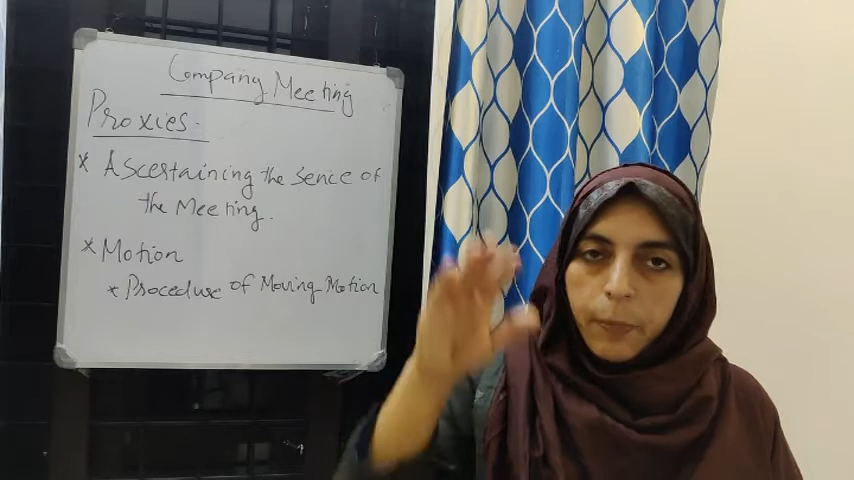 Company Meeting
Proxies.
* Ascertaining the Sence of
the Meeting.
* Motion
* Procedure of Moving Motion